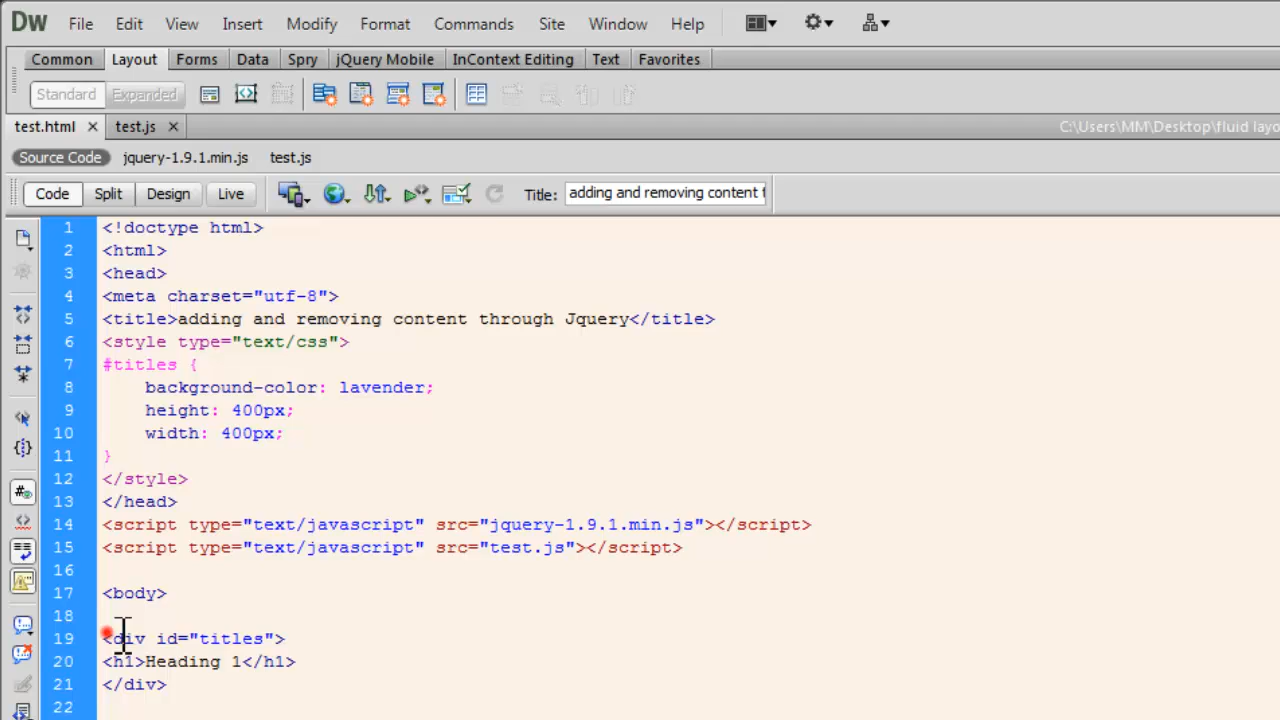 Dw File Edit View Insert Modify Format Commands Site Window Help
Common Layout Forms Data Spry jQuery Mobile InContext Editing Text Favorites
Standard Expanded
test.html × test.js × C:\Users\MM\Desktop\fluid layo
Source Code jquery-1.9.1.min.js test.js
Code Split Design Live Title: adding and removing content t
1 <!doctype html>
2 <html>
3 <head>
4 <meta charset="utf-8">
5 <title>adding and removing content through Jquery</title>
6 <style type="text/css">
7 #titles {
8 background-color: lavender;
9 height: 400px;
10 width: 400px;
11 }
12 </style>
13 </head>
14 <script type="text/javascript" src="jquery-1.9.1.min.js"></script>
15 <script type="text/javascript" src="test.js"></script>
16
17 <body>
18
19 <div id="titles">
20 <h1>Heading 1</h1>
21 </div>
22